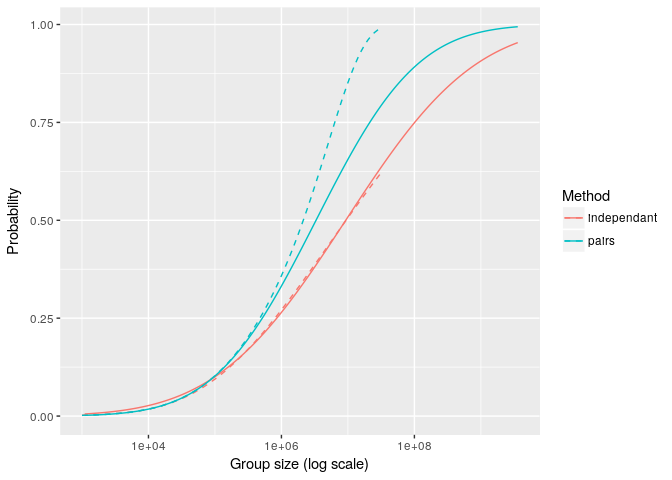 1.00
0.75
0.50
0.25
0.00
Probability
1e+04
1e+06
1e+08
Group size (log scale)
Method
independant
pairs